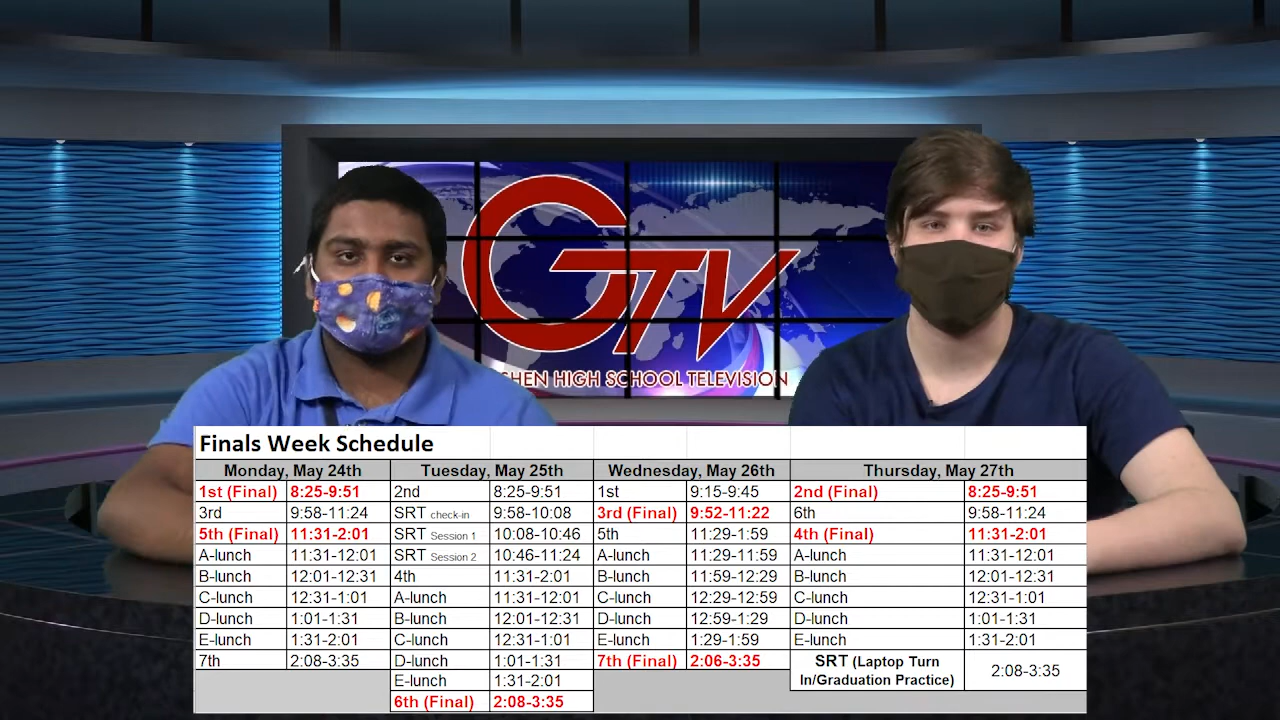 GTV
HEN HIGH SCHOOL TELEVISION
Finals Week Schedule
Monday, May 24th Tuesday, May 25th Wednesday, May 26th Thursday, May 27th
1st (Final) 8:25-9:51 2nd 8:25-9:51 1st 9:15-9:45 2nd (Final) 8:25-9:51
3rd 9:58-11:24 SRT check-in 9:58-10:08 3rd (Final) 9:52-11:22 6th 9:58-11:24
5th (Final) 11:31-2:01 SRT Session 1 10:08-10:46 5th 11:29-1:59 4th (Final) 11:31-2:01
A-lunch 11:31-12:01 SRT Session 2 10:46-11:24 A-lunch 11:29-11:59 A-lunch 11:31-12:01
B-lunch 12:01-12:31 4th 11:31-2:01 B-lunch 11:59-12:29 B-lunch 12:01-12:31
C-lunch 12:31-1:01 A-lunch 11:31-12:01 C-lunch 12:29-12:59 C-lunch 12:31-1:01
D-lunch 1:01-1:31 B-lunch 12:01-12:31 D-lunch 12:59-1:29 D-lunch 1:01-1:31
E-lunch 1:31-2:01 C-lunch 12:31-1:01 E-lunch 1:29-1:59 E-lunch 1:31-2:01
7th 2:08-3:35 D-lunch 1:01-1:31 7th (Final) 2:06-3:35 SRT (Laptop Turn
In/Graduation Practice) 2:08-3:35
E-lunch 1:31-2:01
6th (Final) 2:08-3:35